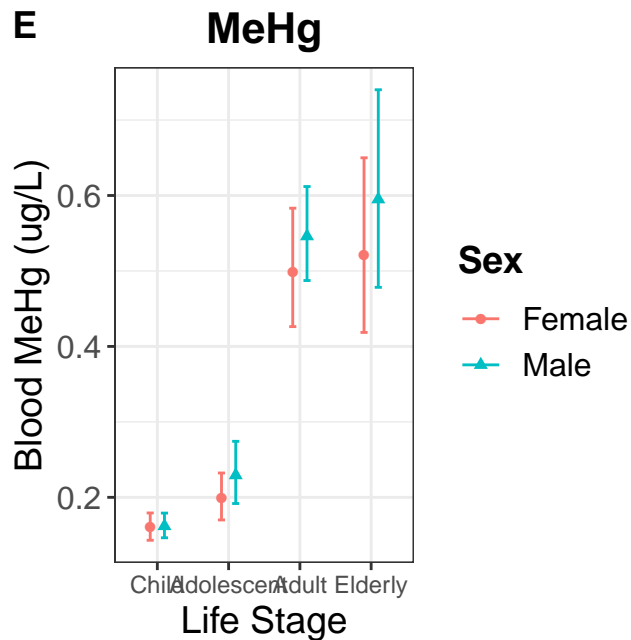 E
MeHg
Blood MeHg (ug/L)
0.6
0.4
0.2
Child Adolescent Adult Elderly
Life Stage
Sex
Female
Male